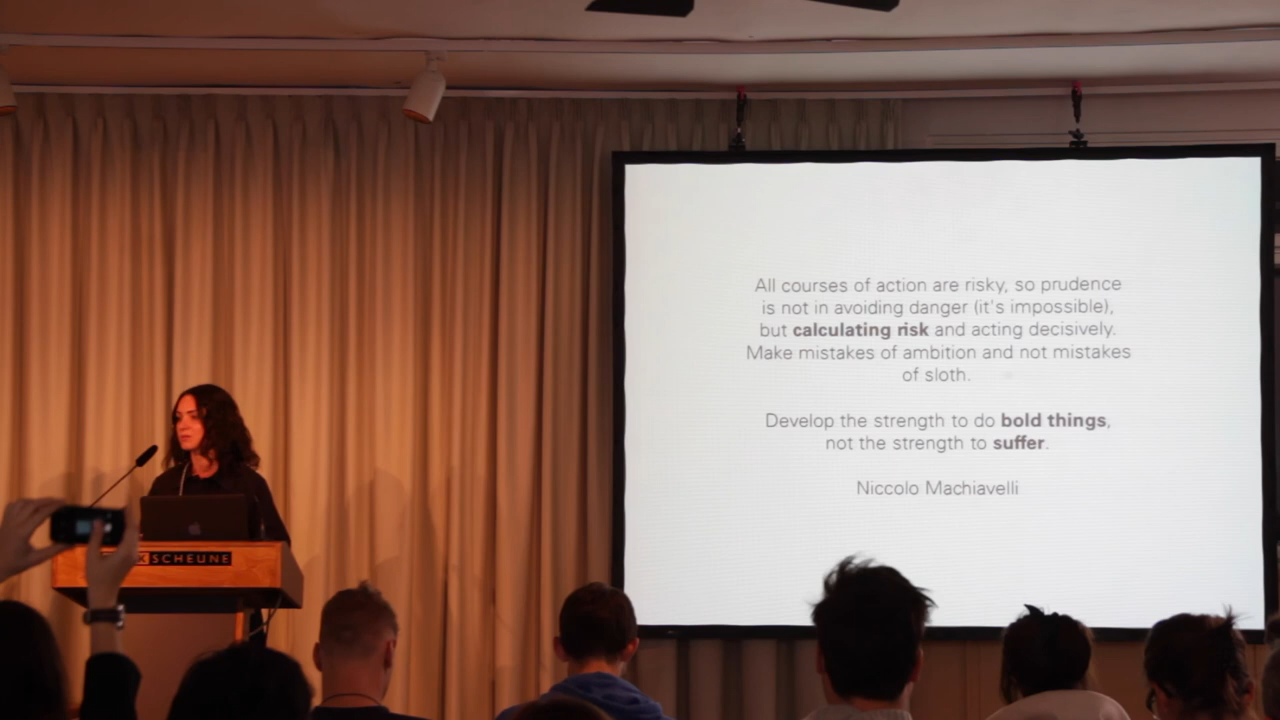 All courses of action are risky, so prudence
is not in avoiding danger (it's impossible),
but calculating risk and acting decisively.
Make mistakes of ambition and not mistakes
of sloth.
Develop the strength to do bold things,
not the strength to suffer.
Niccolo Machiavelli
K SCHEUNE